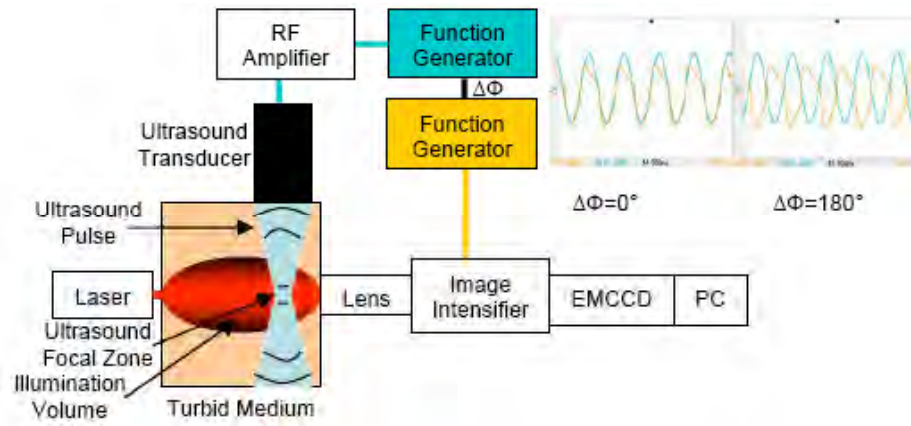 RF
Amplifier
Function
Generator
ΔΦ
Function
Generator
ΔΦ=0°
ΔΦ=180°
Ultrasound
Transducer
Ultrasound
Pulse
Laser
Lens
Image
Intensifier
EMCCD
PC
Ultrasound
Focal Zone
Illumination
Volume
Turbid Medium